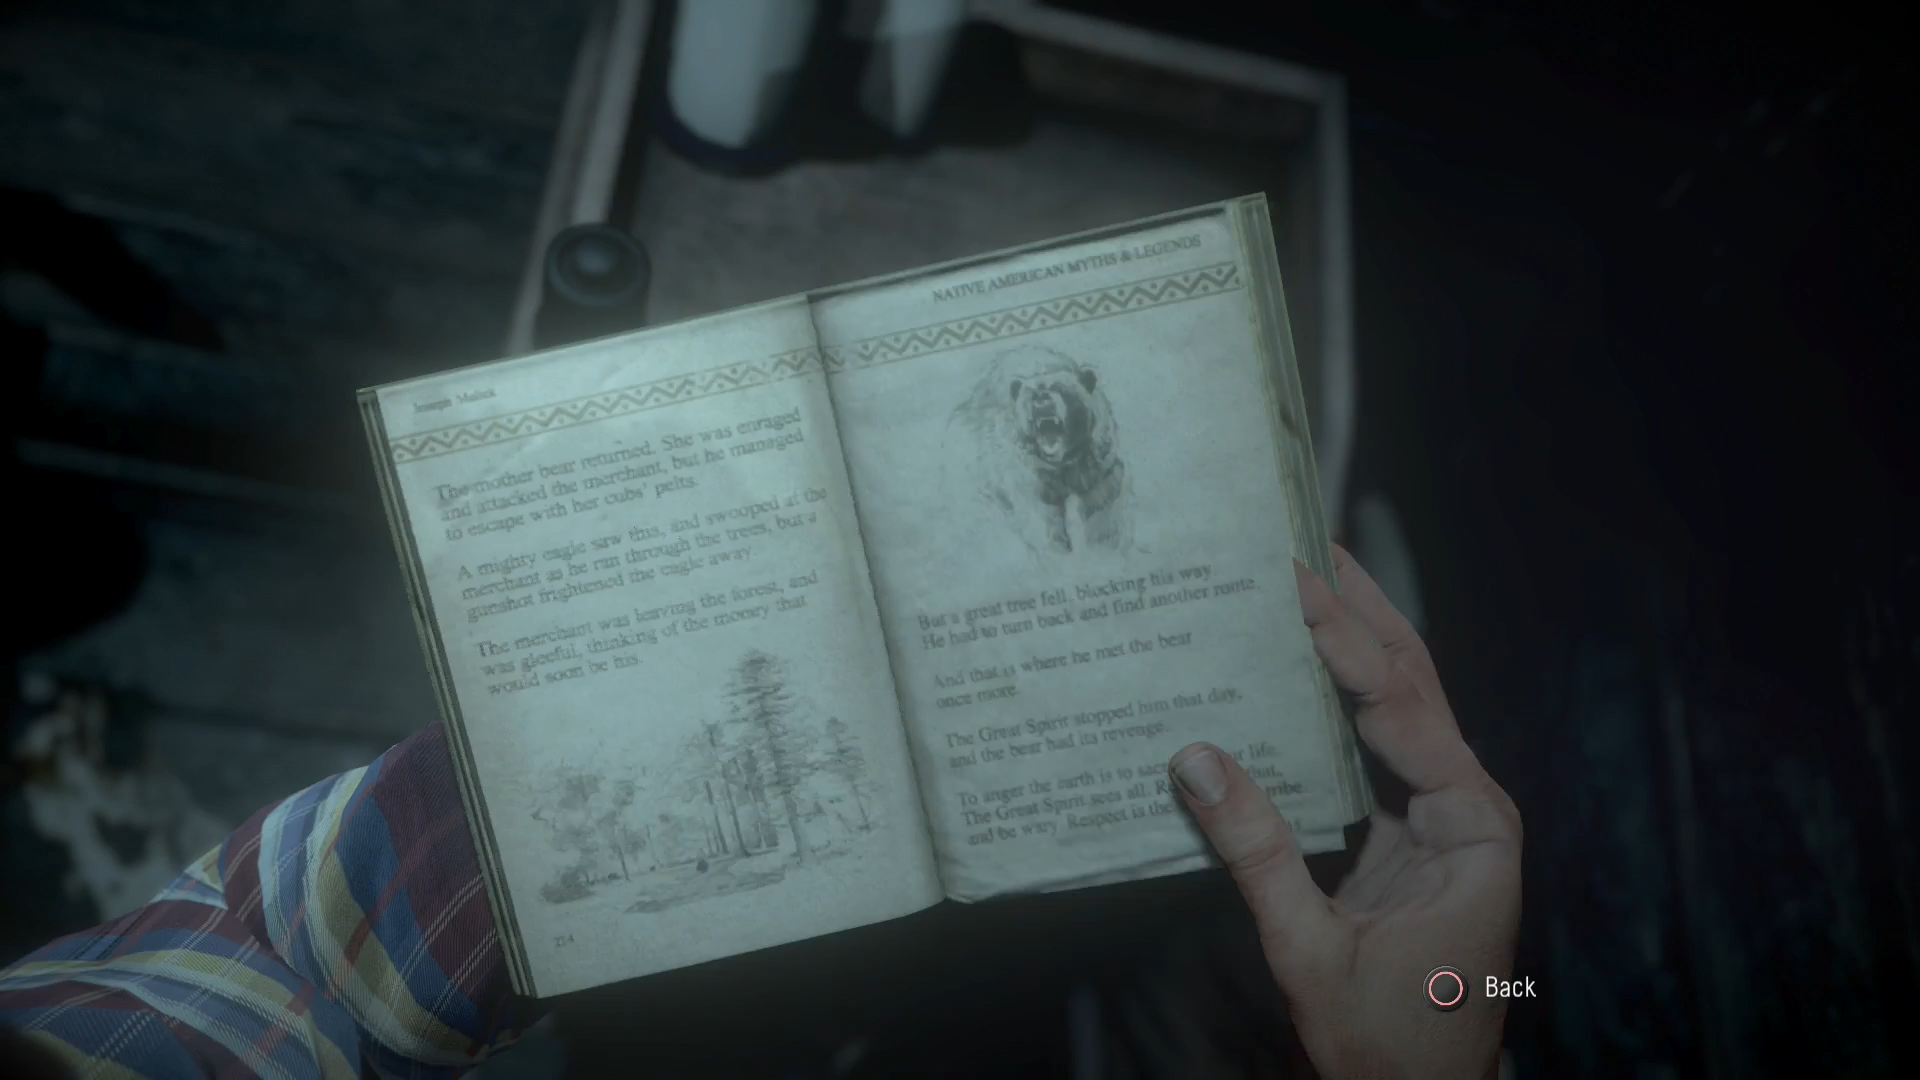 Joseph
The mother bear returned. She was enraged
and attacked the merchant, but he managed
to escape with her cubs' pelts.
A mighty eagle saw this, and swooped at the
merchant as he ran through the trees, but a
gunshot frightened the eagle away.
The merchant was leaving the forest, and
was gleeful, thinking of the money that
would soon be his.
NATIVE AMERICAN MYTHS & LEGENDS
But a great tree fell, blocking his way.
He had to turn back and find another route.
And that is where he met the bear
once more.
The Great Spirit stopped him that day,
and the bear had its revenge.
To anger the earth is to life.
The Great Spirit sees all. that,
and be wary. Respect is the tribe
Back